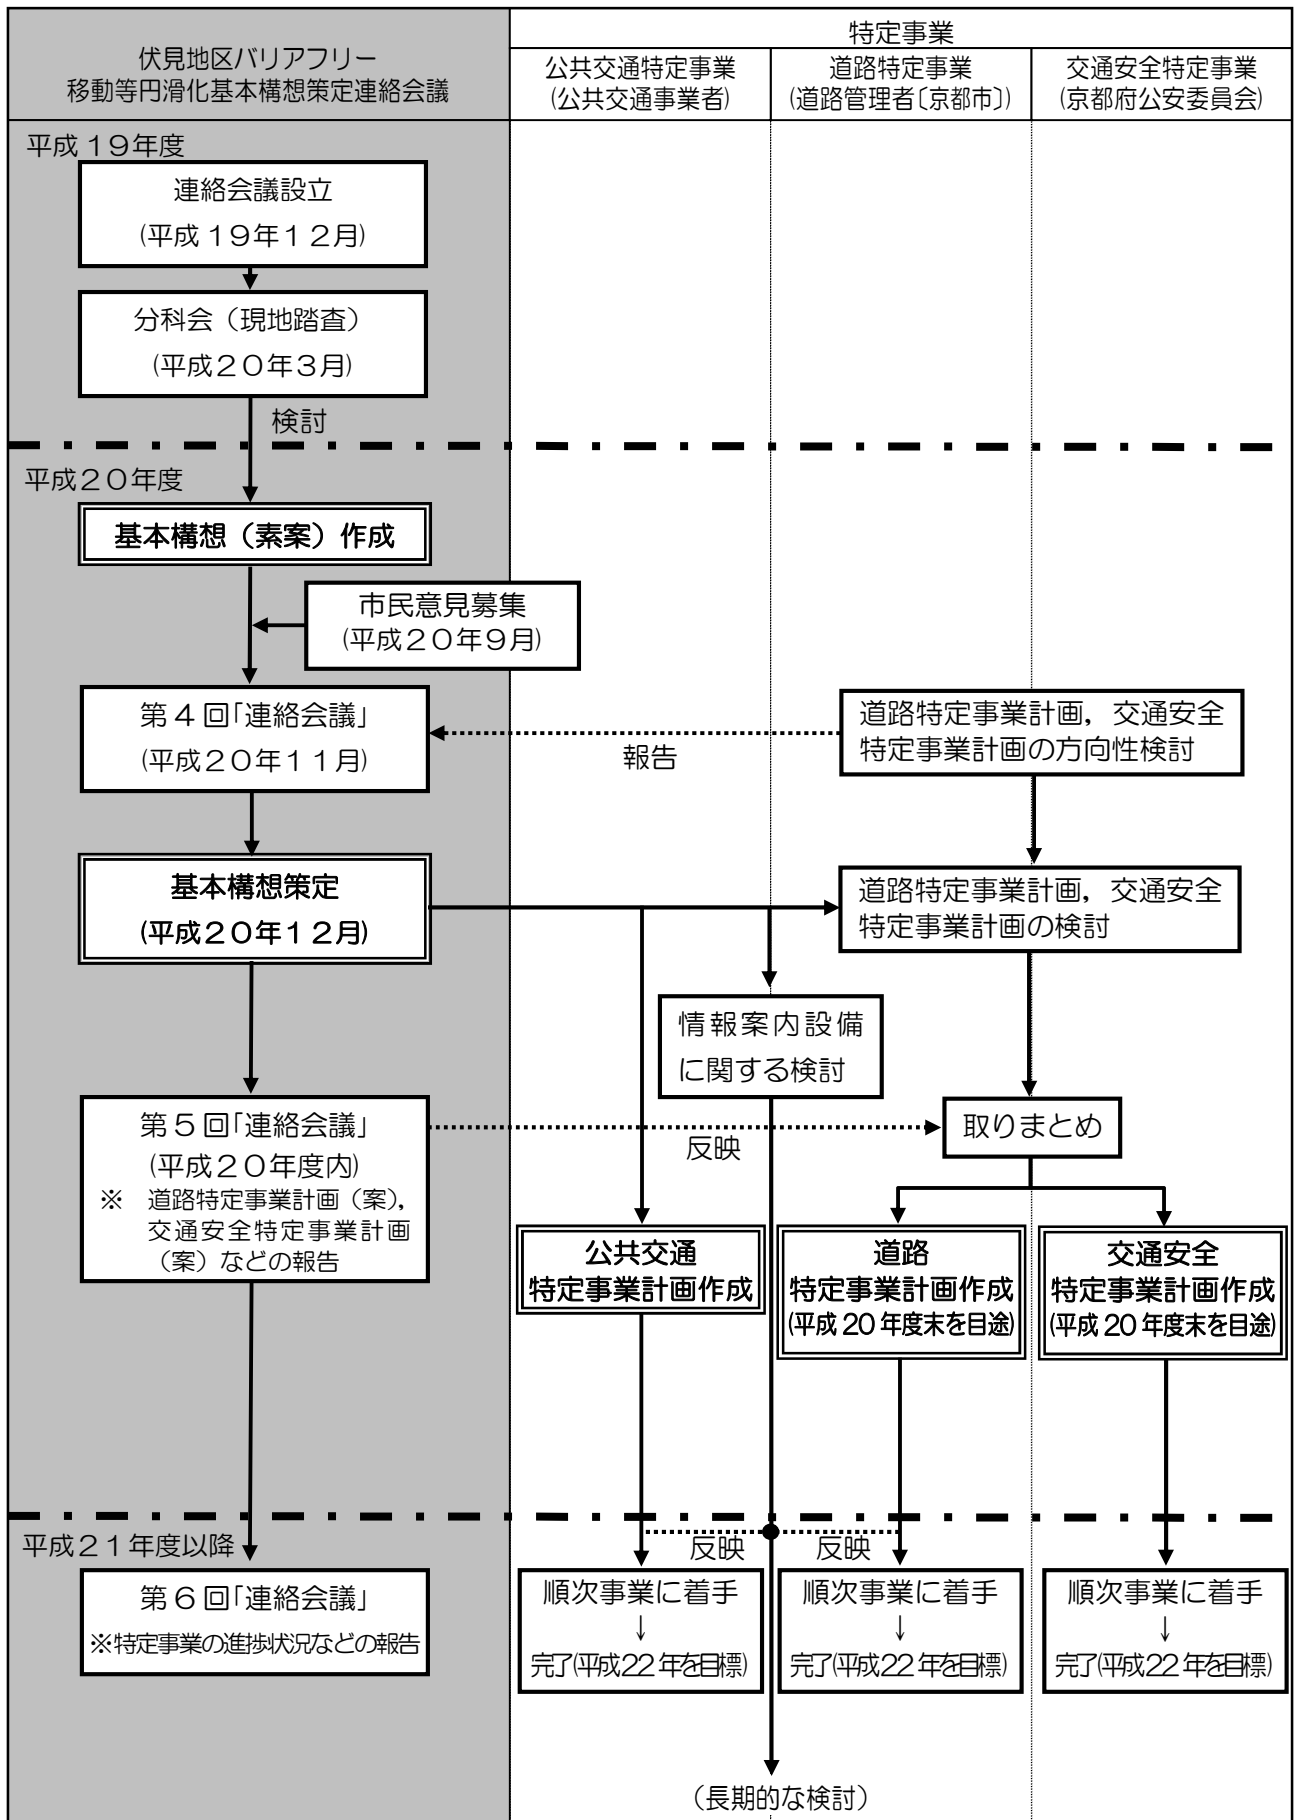 伏見地区バリアフリー
移動等円滑化基本構想策定連絡会議
特定事業
公共交通特定事業
(公共交通事業者)
道路特定事業
(道路管理者〔京都市〕)
交通安全特定事業
(京都府公安委員会)
平成19年度
連絡会議設立
(平成19年12月)
分科会（現地踏査）
(平成20年3月)
検討
平成20年度
基本構想（素案）作成
市民意見募集
(平成20年9月)
第4回「連絡会議」
(平成20年11月)
報告
道路特定事業計画，交通安全
特定事業計画の方向性検討
基本構想策定
(平成20年12月)
道路特定事業計画，交通安全
特定事業計画の検討
情報案内設備
に関する検討
第5回「連絡会議」
(平成20年度内)
※ 道路特定事業計画（案），
交通安全特定事業計画
（案）などの報告
反映
取りまとめ
公共交通
特定事業計画作成
道路
特定事業計画作成
(平成20年度末を目途)
交通安全
特定事業計画作成
(平成20年度末を目途)
平成21年度以降
反映
反映
第6回「連絡会議」
※特定事業の進捗状況などの報告
順次事業に着手
↓
完了(平成22年を目標)
順次事業に着手
↓
完了(平成22年を目標)
順次事業に着手
↓
完了(平成22年を目標)
（長期的な検討）